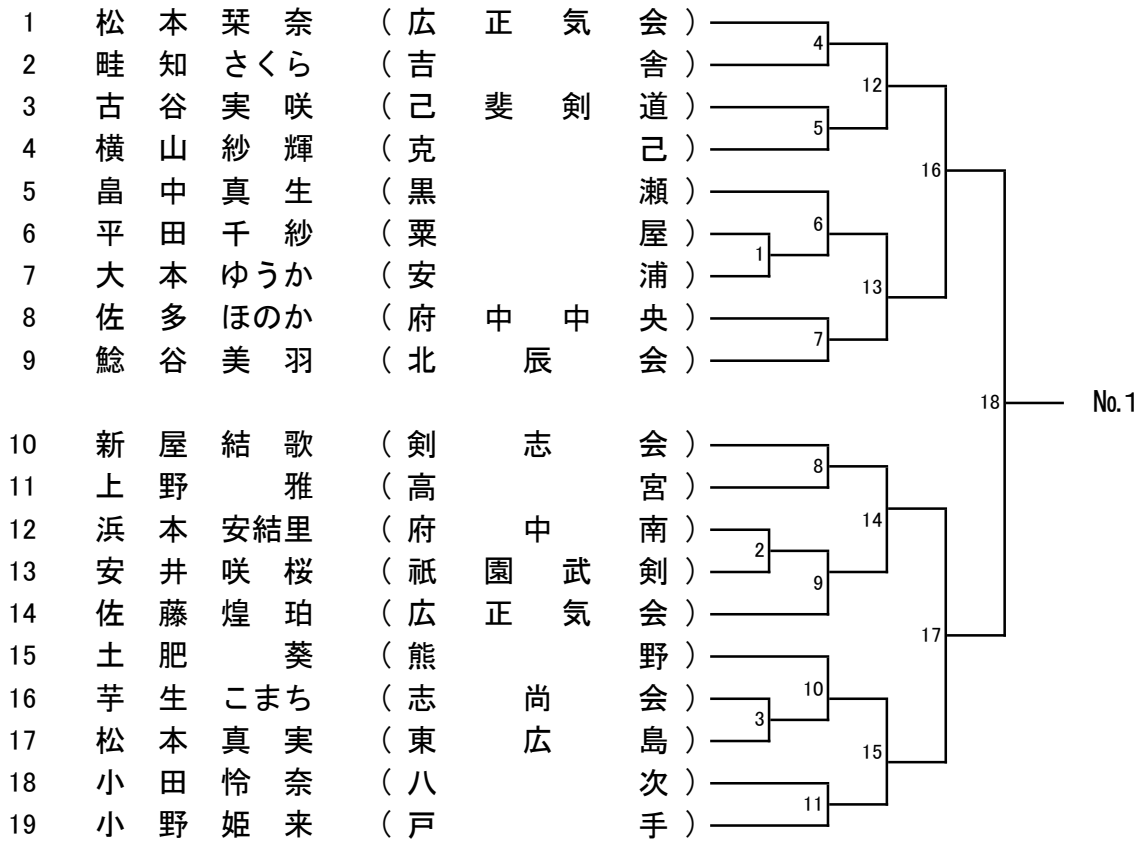 1 松本 栞奈 (広正気会)
2 畦知 さくら (吉舎)
3 古谷 実咲 (己斐剣道)
4 横山 紗輝 (克己)
5 畠中 真生 (黒瀬)
6 平田 千紗 (粟屋)
7 大本 ゆうか (安浦)
8 佐多 ほのか (府中中央)
9 鯰谷 美羽 (北辰会)
10 新屋 結歌 (剣志会)
11 上野 雅 (高宮)
12 浜本 安結里 (府中南)
13 安井 咲桜 (祇園武剣)
14 佐藤 煌珀 (広正気会)
15 土肥 葵 (熊野)
16 芋生 こまち (志尚会)
17 松本 真実 (東広島)
18 小田 怜奈 (八次)
19 小野 姫来 (戸手)
4
12
5
16
6
1
13
7
18
No.1
8
14
2
9
17
10
3
15
11